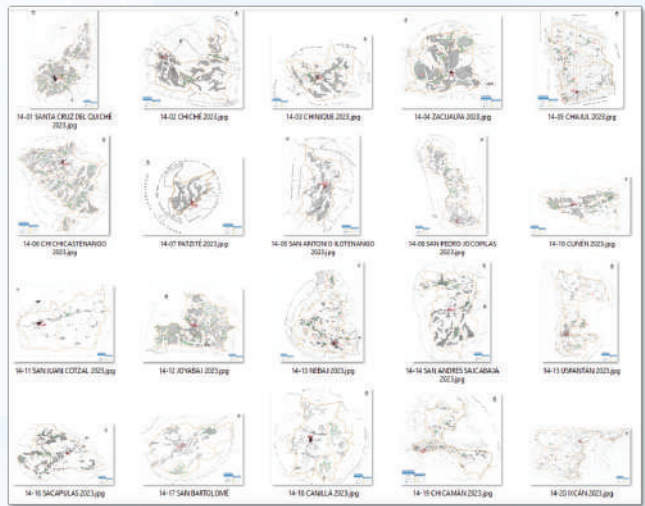 14-01 SANTA CRUZ DEL QUICHÉ
2023.jpg
14-02 CHICHÉ 2023.jpg
14-03 CHINIQUE 2023.jpg
14-04 ZACUALPA 2023.jpg
14-05 CHAJUL 2023.jpg
14-06 CHICHICASTENANGO
2023.jpg
14-07 PATZITÉ 2023.jpg
14-08 SAN ANTONIO ILOTENANGO
2023.jpg
14-09 SAN PEDRO JOCOPILAS
2023.jpg
14-10 CUNÉN 2023.jpg
14-11 SAN JUAN COTZAL 2023.jpg
14-12 JOYABAJ 2023.jpg
14-13 NEBAJ 2023.jpg
14-14 SAN ANDRES SAJCABAJÁ
2023.jpg
14-15 USPANTÁN 2023.jpg
14-16 SACAPULAS 2023.jpg
14-17 SAN BARTOLOMÉ
14-18 CANILLÁ 2023.jpg
14-19 CHICAMÁN 2023.jpg
14-20 IXCÁN 2023.jpg